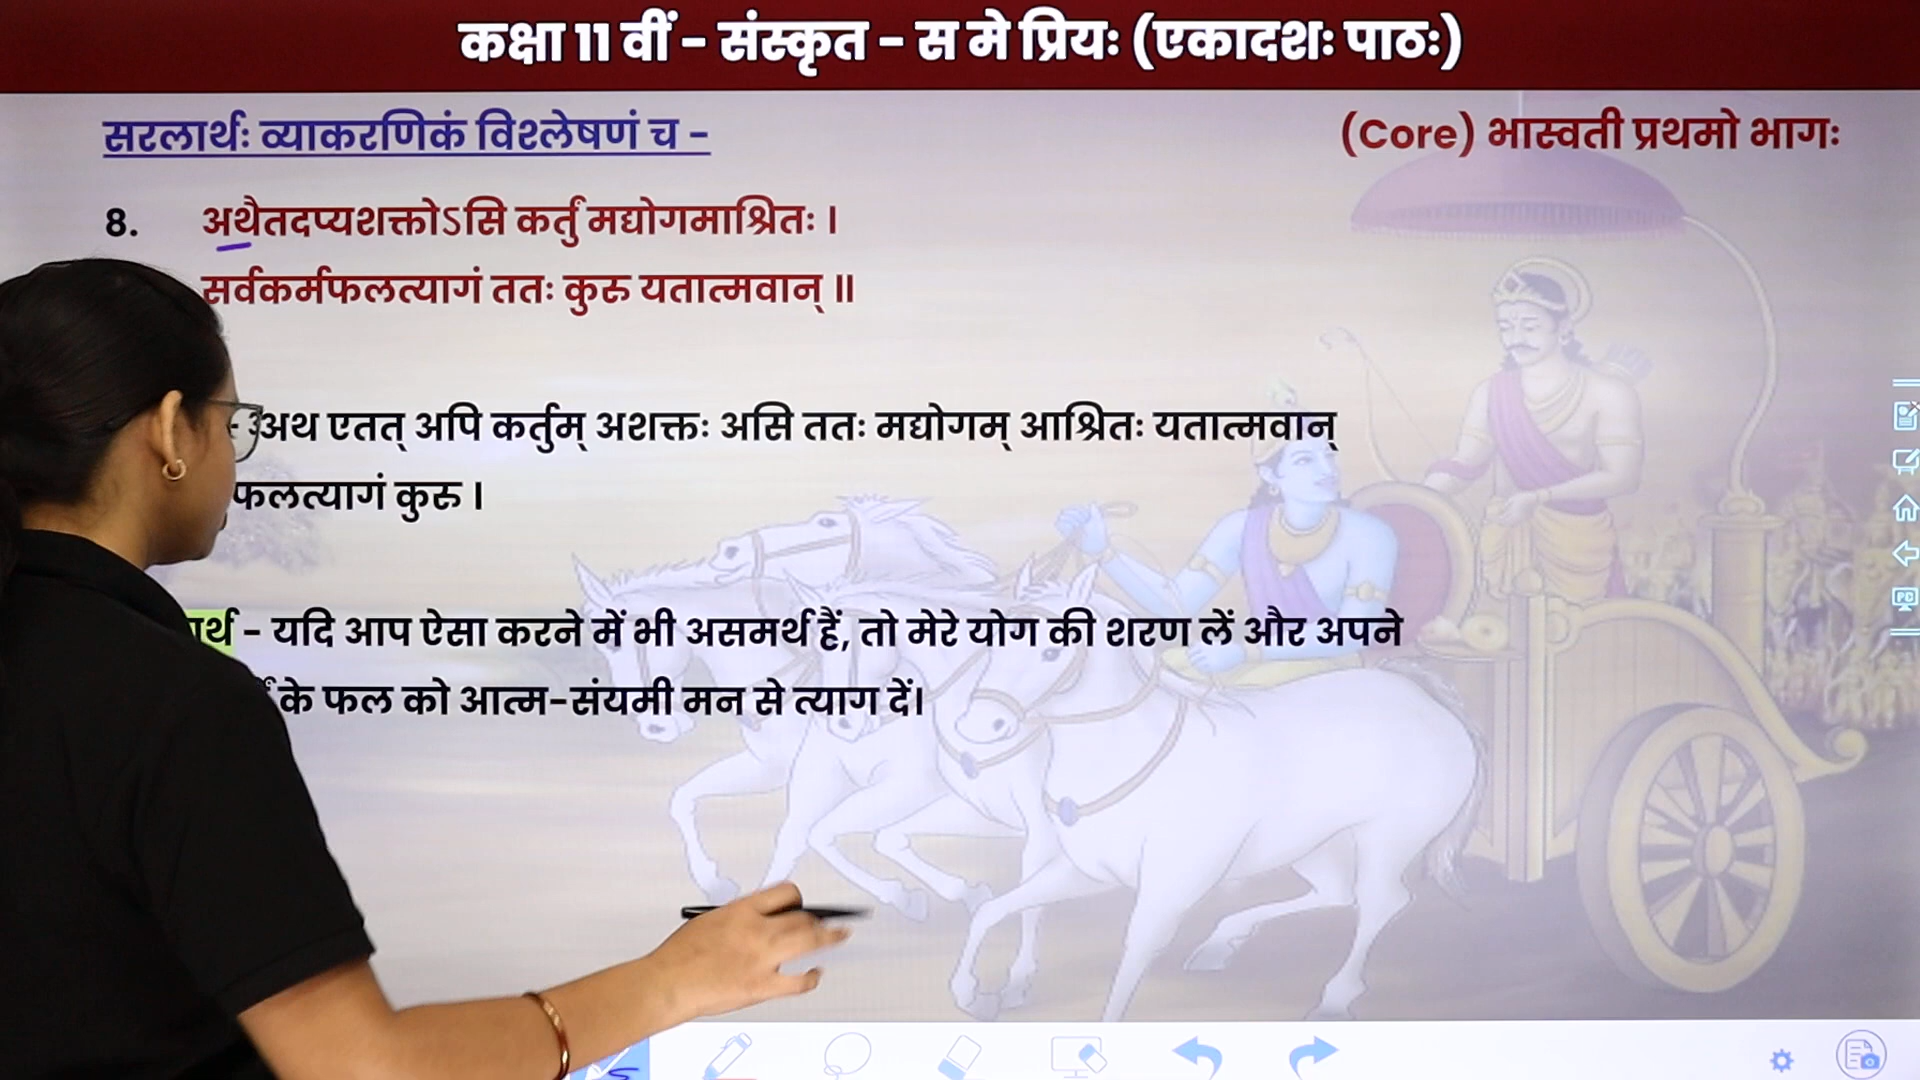 कक्षा 11 वीं - संस्कृत - स मे प्रियः (एकादशः पाठः)
सरलार्थः व्याकरणिकं विश्लेषणं च -
(Core) भास्वती प्रथमो भागः
8. अथैतदप्यशक्तोऽसि कर्तुं मद्योगमाश्रितः ।
सर्वकर्मफलत्यागं ततः कुरु यतात्मवान् ॥
अथ एतत् अपि कर्तुम् अशक्तः असि ततः मद्योगम् आश्रितः यतात्मवान्
फलत्यागं कुरु ।
- यदि आप ऐसा करने में भी असमर्थ हैं, तो मेरे योग की शरण लें और अपने
के फल को आत्म-संयमी मन से त्याग दें।